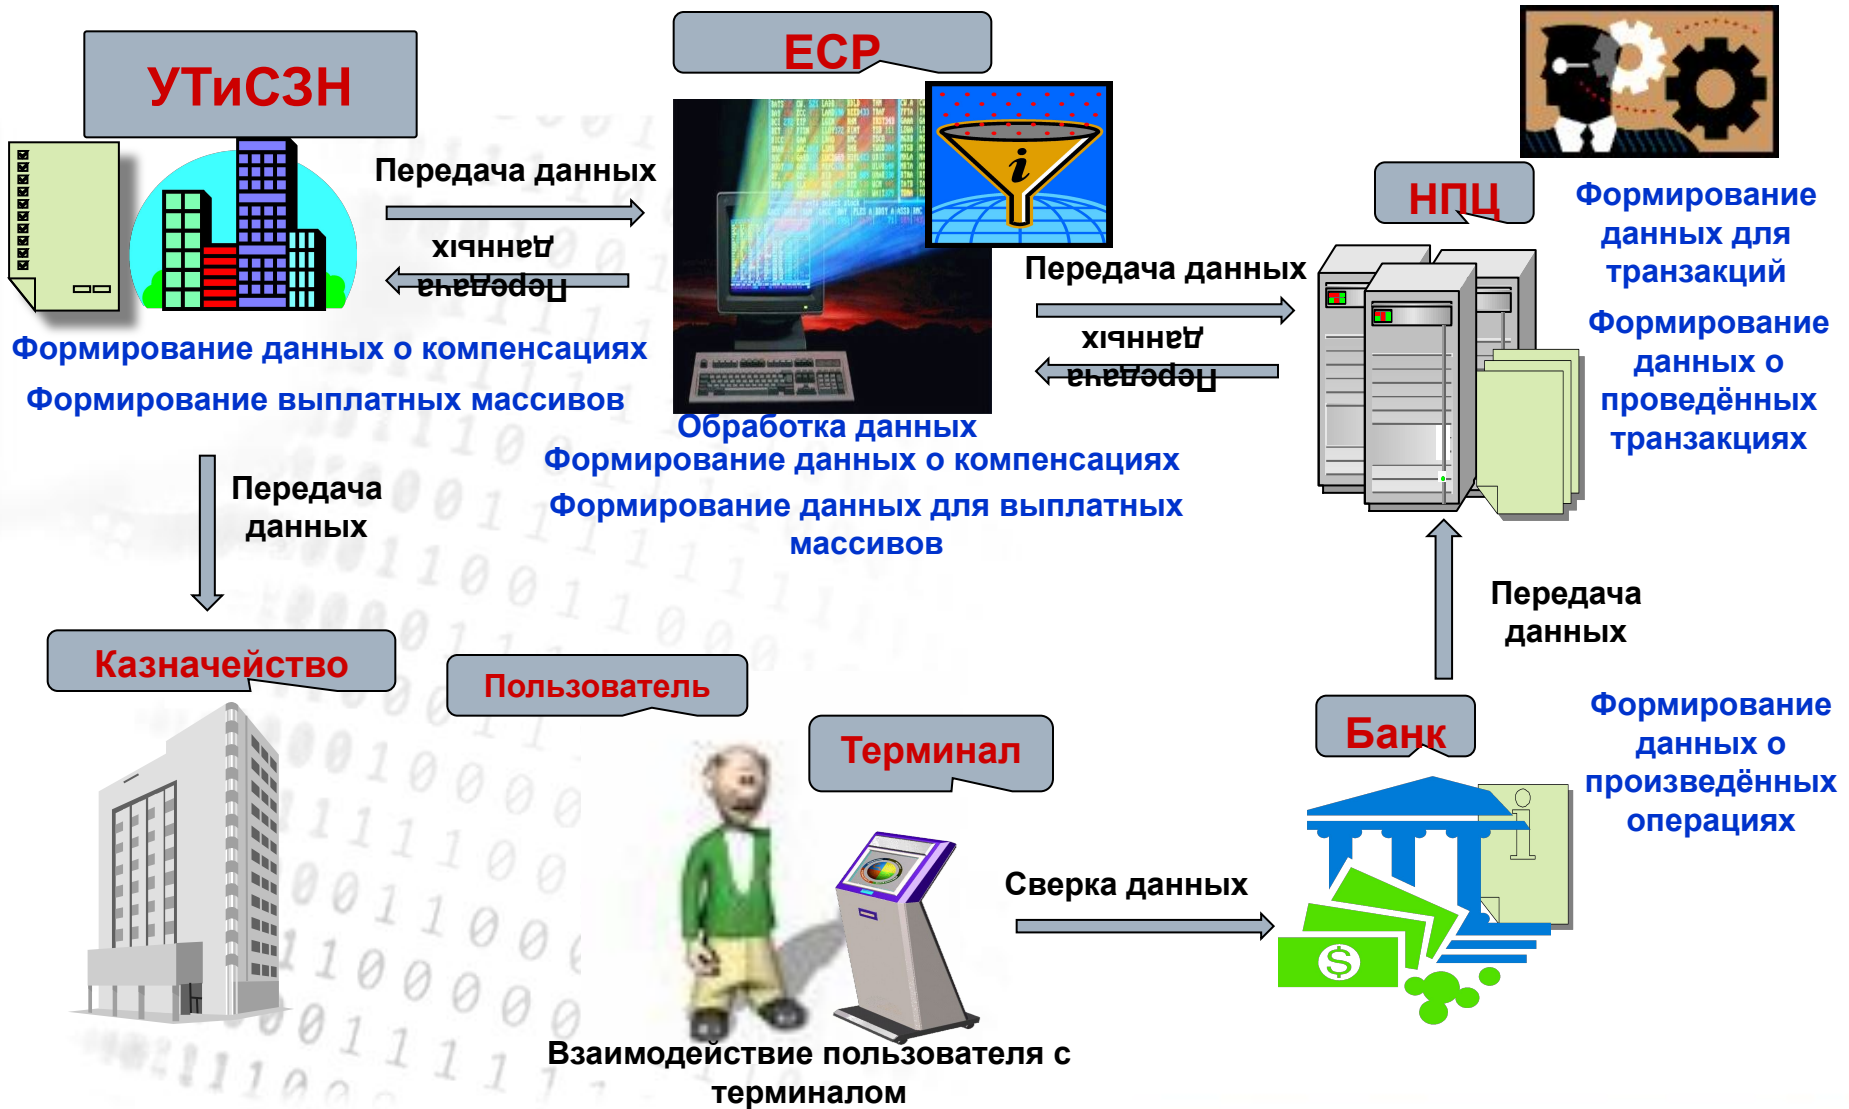 УТиСЗН
ЕСР
НПЦ
Передача данных
Передача
данных
Формирование данных о компенсациях
Формирование выплатных массивов
Обработка данных
Формирование данных о компенсациях
Формирование данных для выплатных
массивов
Передача данных
Передача
данных
Формирование
данных для
транзакций
Формирование
данных о
проведённых
транзакциях
Передача
данных
Казначейство
Пользователь
Терминал
Взаимодействие пользователя с
терминалом
Сверка данных
Банк
Передача
данных
Формирование
данных о
произведённых
операциях